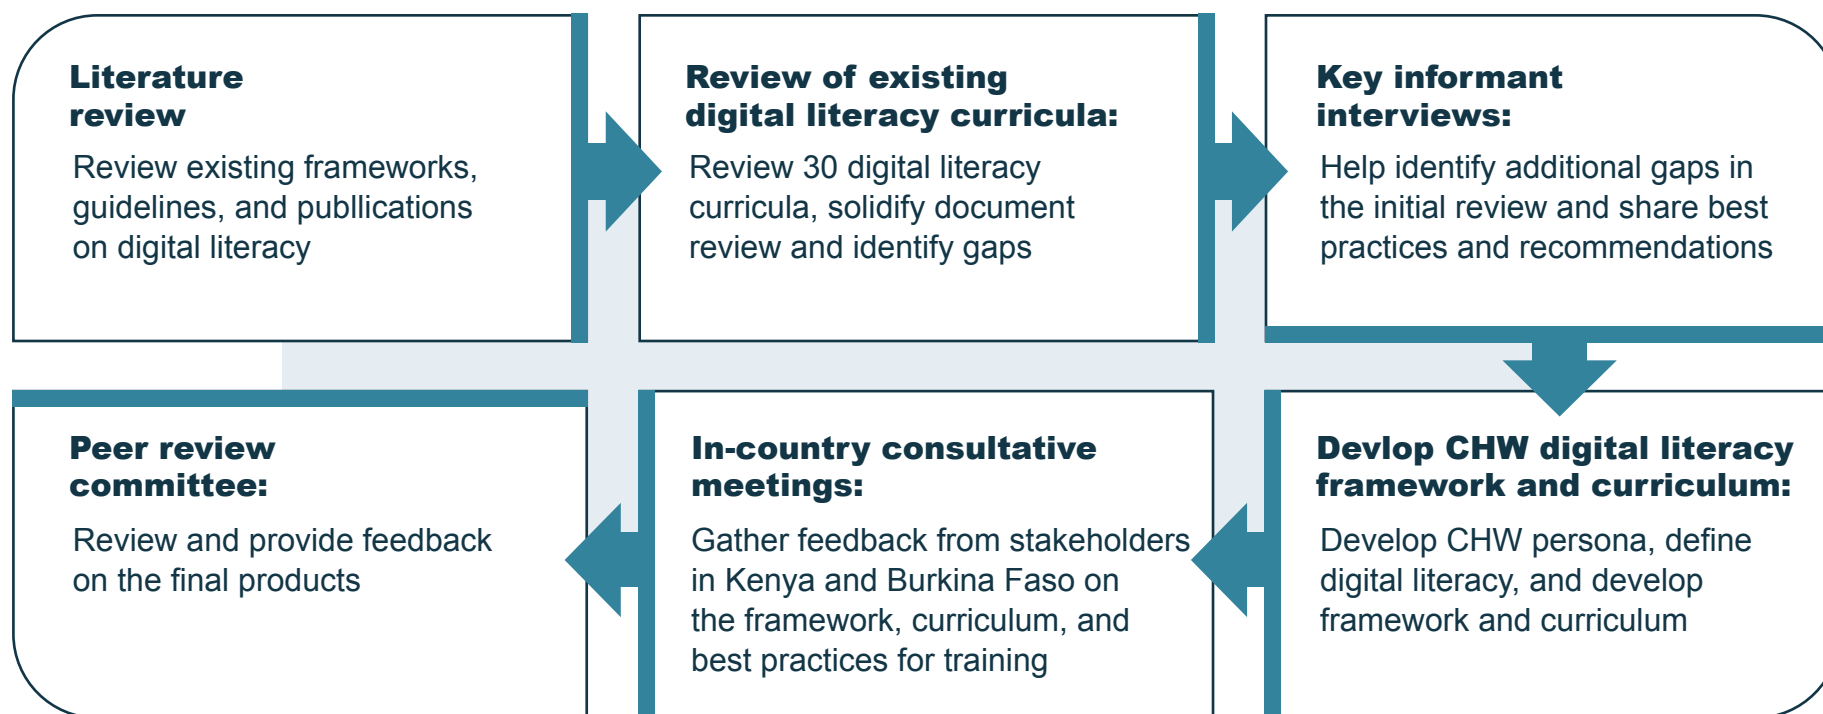 Literature
review
Review existing frameworks,
guidelines, and publlications
on digital literacy
Review of existing
digital literacy curricula:
Review 30 digital literacy
curricula, solidify document
review and identify gaps
Key informant
interviews:
Help identify additional gaps in
the initial review and share best
practices and recommendations
Devlop CHW digital literacy
framework and curriculum:
Develop CHW persona, define
digital literacy, and develop
framework and curriculum
In-country consultative
meetings:
Gather feedback from stakeholders
in Kenya and Burkina Faso on
the framework, curriculum, and
best practices for training
Peer review
committee:
Review and provide feedback
on the final products